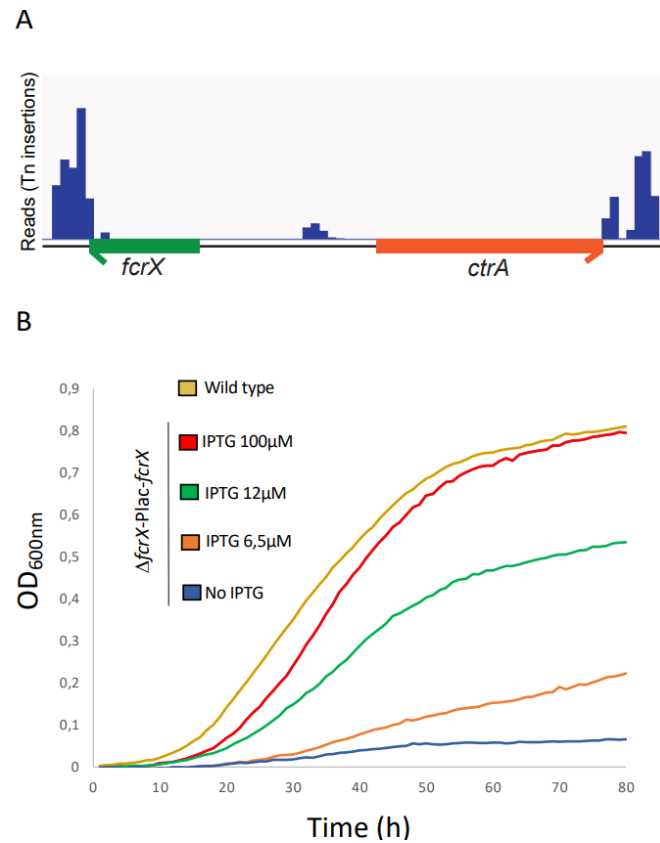 A
Reads (Tn insertions)
fcrX
ctrA
B
OD600nm
0,9
0,8
0,7
0,6
0,5
0,4
0,3
0,2
0,1
0
Wild type
ΔfcrX-Plac-fcrX
IPTG 100µM
IPTG 12µM
IPTG 6,5µM
No IPTG
0 10 20 30 40 50 60 70 80
Time (h)